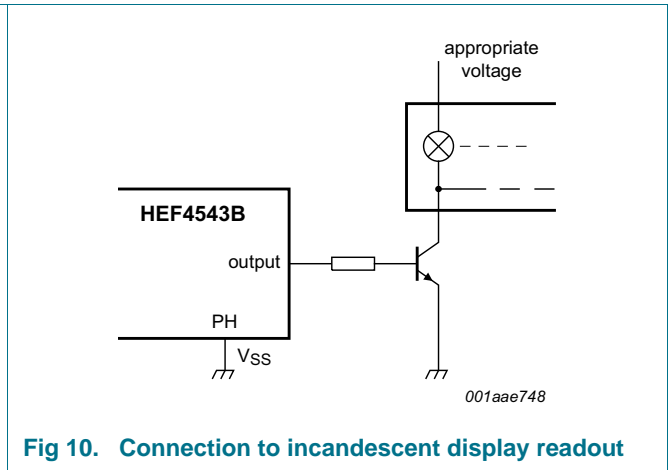 appropriate
voltage
HEF4543B
output
PH
VSS
001aae748
Fig 10. Connection to incandescent display readout